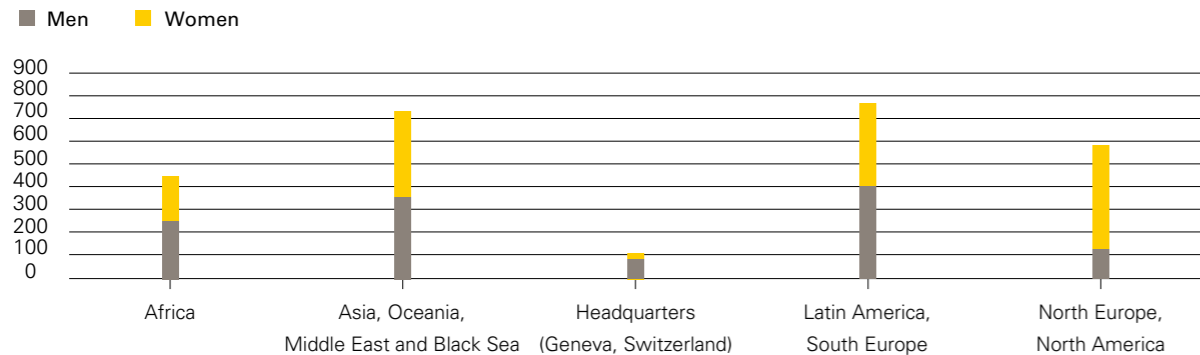 Men Women
900
800
700
600
500
400
300
200
100
0
Africa
Asia, Oceania,
Middle East and Black Sea
Headquarters
(Geneva, Switzerland)
Latin America,
South Europe
North Europe,
North America